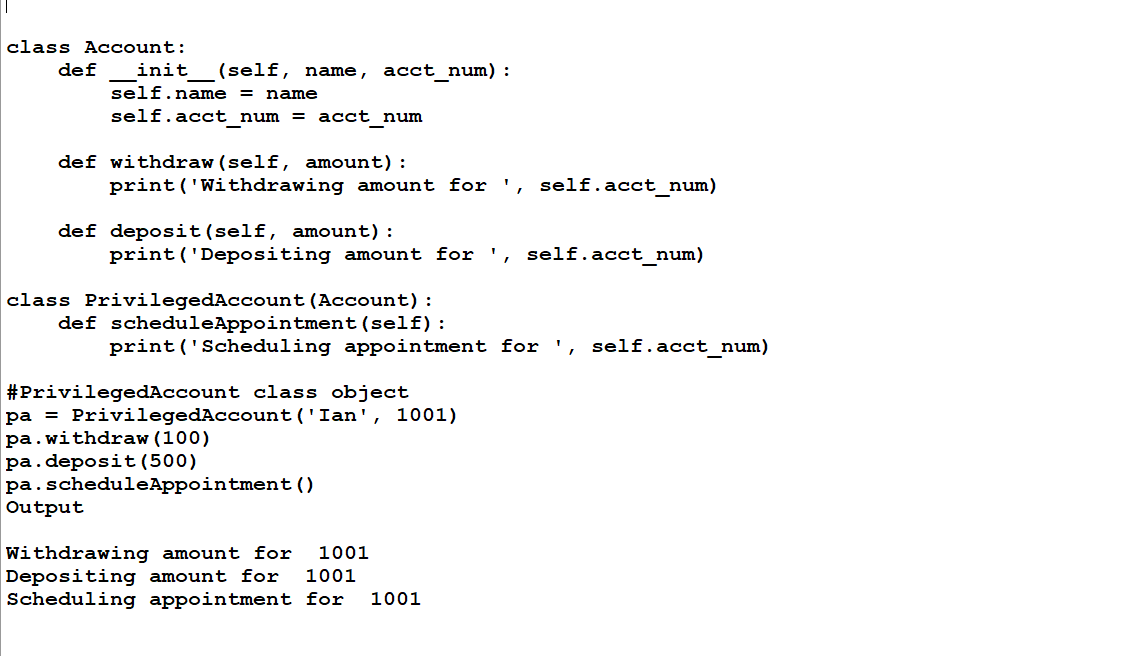 class Account:
    def __init__(self, name, acct_num):
        self.name = name
        self.acct_num = acct_num

    def withdraw(self, amount):
        print('Withdrawing amount for ', self.acct_num)

    def deposit(self, amount):
        print('Depositing amount for ', self.acct_num)

class PrivilegedAccount(Account):
    def scheduleAppointment(self):
        print('Scheduling appointment for ', self.acct_num)

#PrivilegedAccount class object
pa = PrivilegedAccount('Ian', 1001)
pa.withdraw(100)
pa.deposit(500)
pa.scheduleAppointment()
Output

Withdrawing amount for  1001
Depositing amount for  1001
Scheduling appointment for  1001